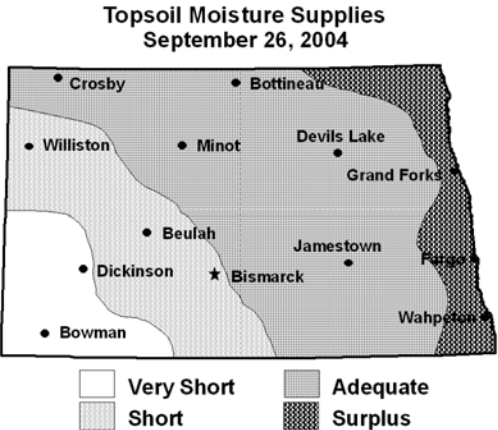 Topsoil Moisture Supplies
September 26, 2004
Crosby
Bottineau
Williston
Minot
Devils Lake
Grand Forks
Beulah
Jamestown
Fargo
Dickinson
Bismarck
Wahpeton
Bowman
Very Short
Adequate
Short
Surplus